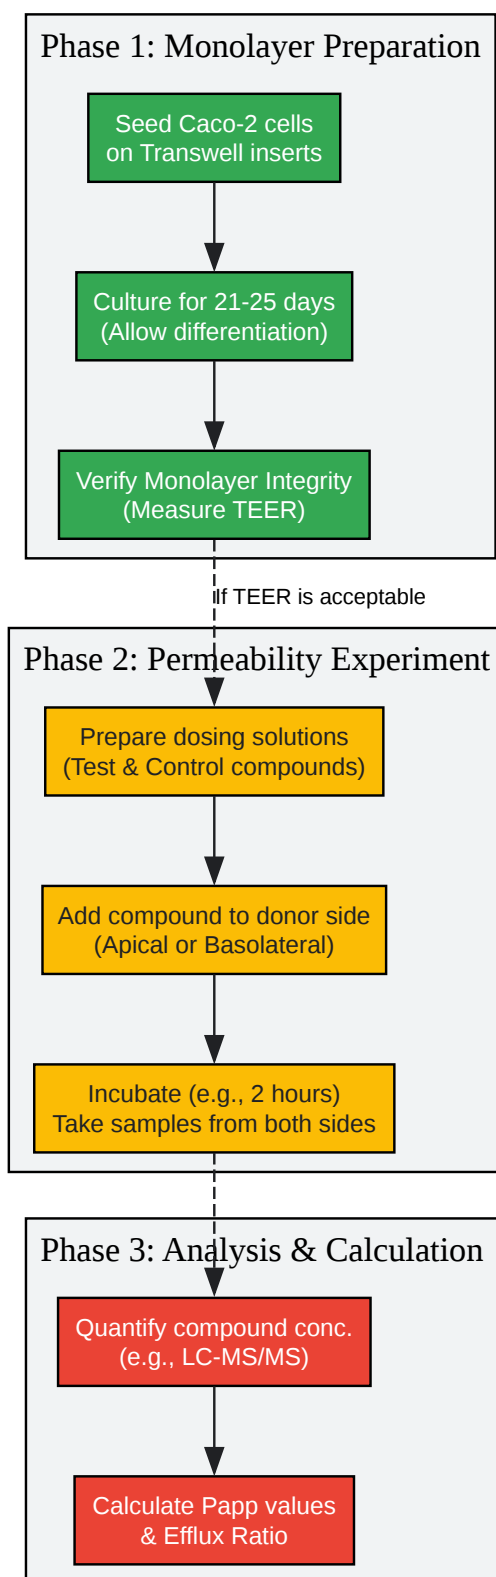 Phase 1: Monolayer Preparation
Seed Caco-2 cells
on Transwell inserts
Culture for 21-25 days
(Allow differentiation)
Verify Monolayer Integrity
(Measure TEER)
If TEER is acceptable
Phase 2: Permeability Experiment
Prepare dosing solutions
(Test & Control compounds)
Add compound to donor side
(Apical or Basolateral)
Incubate (e.g., 2 hours)
Take samples from both sides
Phase 3: Analysis & Calculation
Quantify compound conc.
(e.g., LC-MS/MS)
Calculate Papp values
& Efflux Ratio